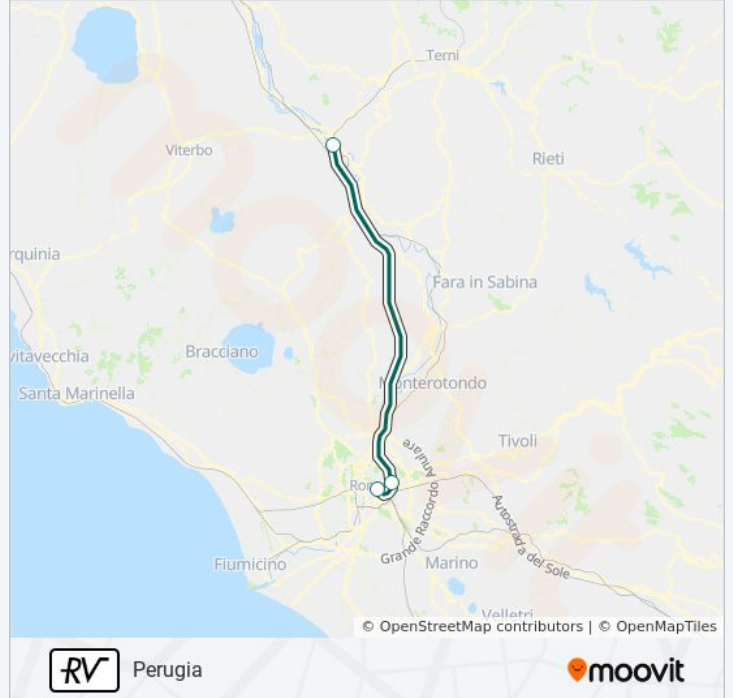 Terni
Viterbo
Rieti
rquinia
Fara in Sabina
vitavecchia
Bracciano
Monterotondo
Santa Marinella
Tivoli
Rom
Grande Raccordo Anulare
Autostrada del Sole
Fiumicino
Marino
Velletri
© OpenStreetMap contributors | © OpenMapTiles
RV
Perugia
moovit